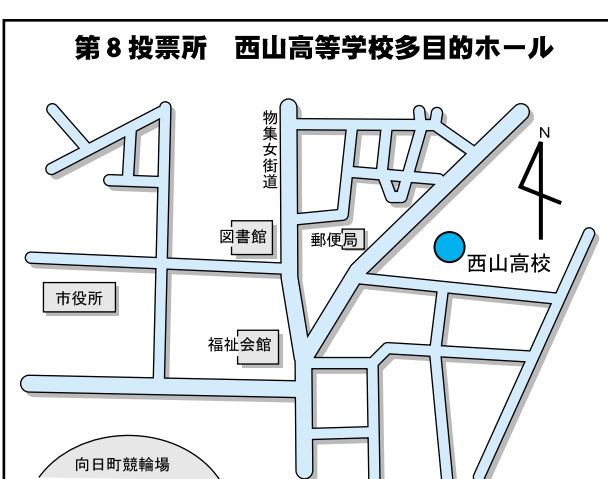 第8投票所　西山高等学校多目的ホール
物集女街道
N
図書館
郵便局
西山高校
市役所
福祉会館
向日町競輪場